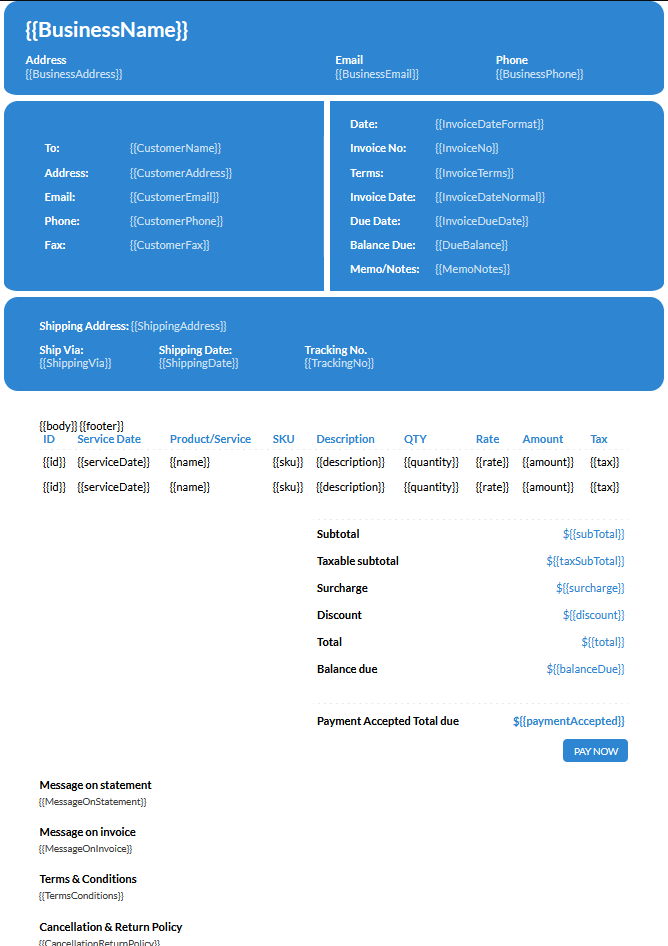 {{BusinessName}}
Address Email Phone
{{BusinessAddress}} {{BusinessEmail}} {{BusinessPhone}}
To: {{CustomerName}}
Address: {{CustomerAddress}}
Email: {{CustomerEmail}}
Phone: {{CustomerPhone}}
Fax: {{CustomerFax}}
Date: {{InvoiceDateFormat}}
Invoice No: {{InvoiceNo}}
Terms: {{InvoiceTerms}}
Invoice Date: {{InvoiceDateNormal}}
Due Date: {{InvoiceDueDate}}
Balance Due: {{DueBalance}}
Memo/Notes: {{MemoNotes}}
Shipping Address: {{ShippingAddress}}
Ship Via: Shipping Date: Tracking No.
{{ShippingVia}} {{ShippingDate}} {{TrackingNo}}
{{body}} {{footer}}
ID Service Date Product/Service SKU Description QTY Rate Amount Tax
{{id}} {{serviceDate}} {{name}} {{sku}} {{description}} {{quantity}} {{rate}} {{amount}} {{tax}}
{{id}} {{serviceDate}} {{name}} {{sku}} {{description}} {{quantity}} {{rate}} {{amount}} {{tax}}
Subtotal ${{subTotal}}
Taxable subtotal ${{taxSubTotal}}
Surcharge ${{surcharge}}
Discount ${{discount}}
Total ${{total}}
Balance due ${{balanceDue}}
Payment Accepted Total due ${{paymentAccepted}}
PAY NOW
Message on statement
{{MessageOnStatement}}
Message on invoice
{{MessageOnInvoice}}
Terms & Conditions
{{TermsConditions}}
Cancellation & Return Policy
{{CancellationReturnPolicy}}